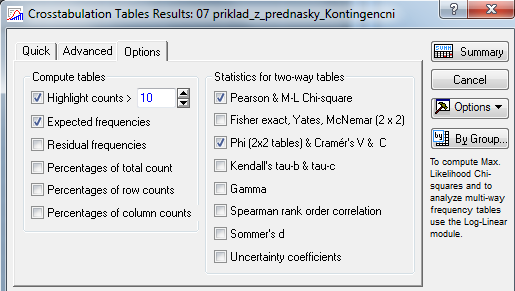 Crosstabulation Tables Results: 07 priklad_z_prednasky_Kontingencni
Quick
Advanced
Options
Compute tables
Highlight counts > 10
Expected frequencies
Residual frequencies
Percentages of total count
Percentages of row counts
Percentages of column counts
Statistics for two-way tables
Pearson & M-L Chi-square
Fisher exact, Yates, McNemar (2 x 2)
Phi (2x2 tables) & Cramér's V & C
Kendall's tau-b & tau-c
Gamma
Spearman rank order correlation
Sommer's d
Uncertainty coefficients
SUMM
Summary
Cancel
Options
By Group...
To compute Max.
Likelihood Chi-
squares and to
analyze multi-way
frequency tables
use the Log-Linear
module.